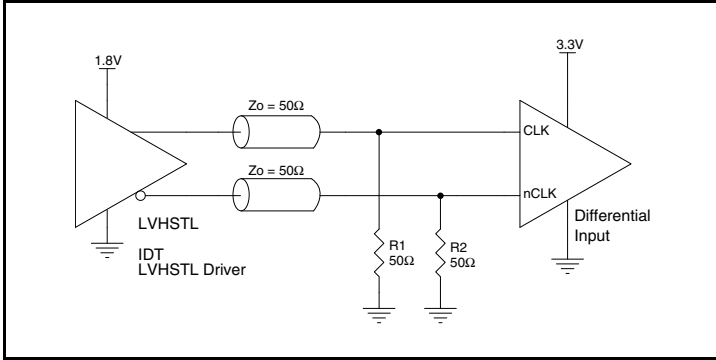 3.3V
1.8V
Zo = 50Ω
CLK
Zo = 50Ω
nCLK
LVHSTL
IDT
LVHSTL Driver
R1
50Ω
R2
50Ω
Differential
Input